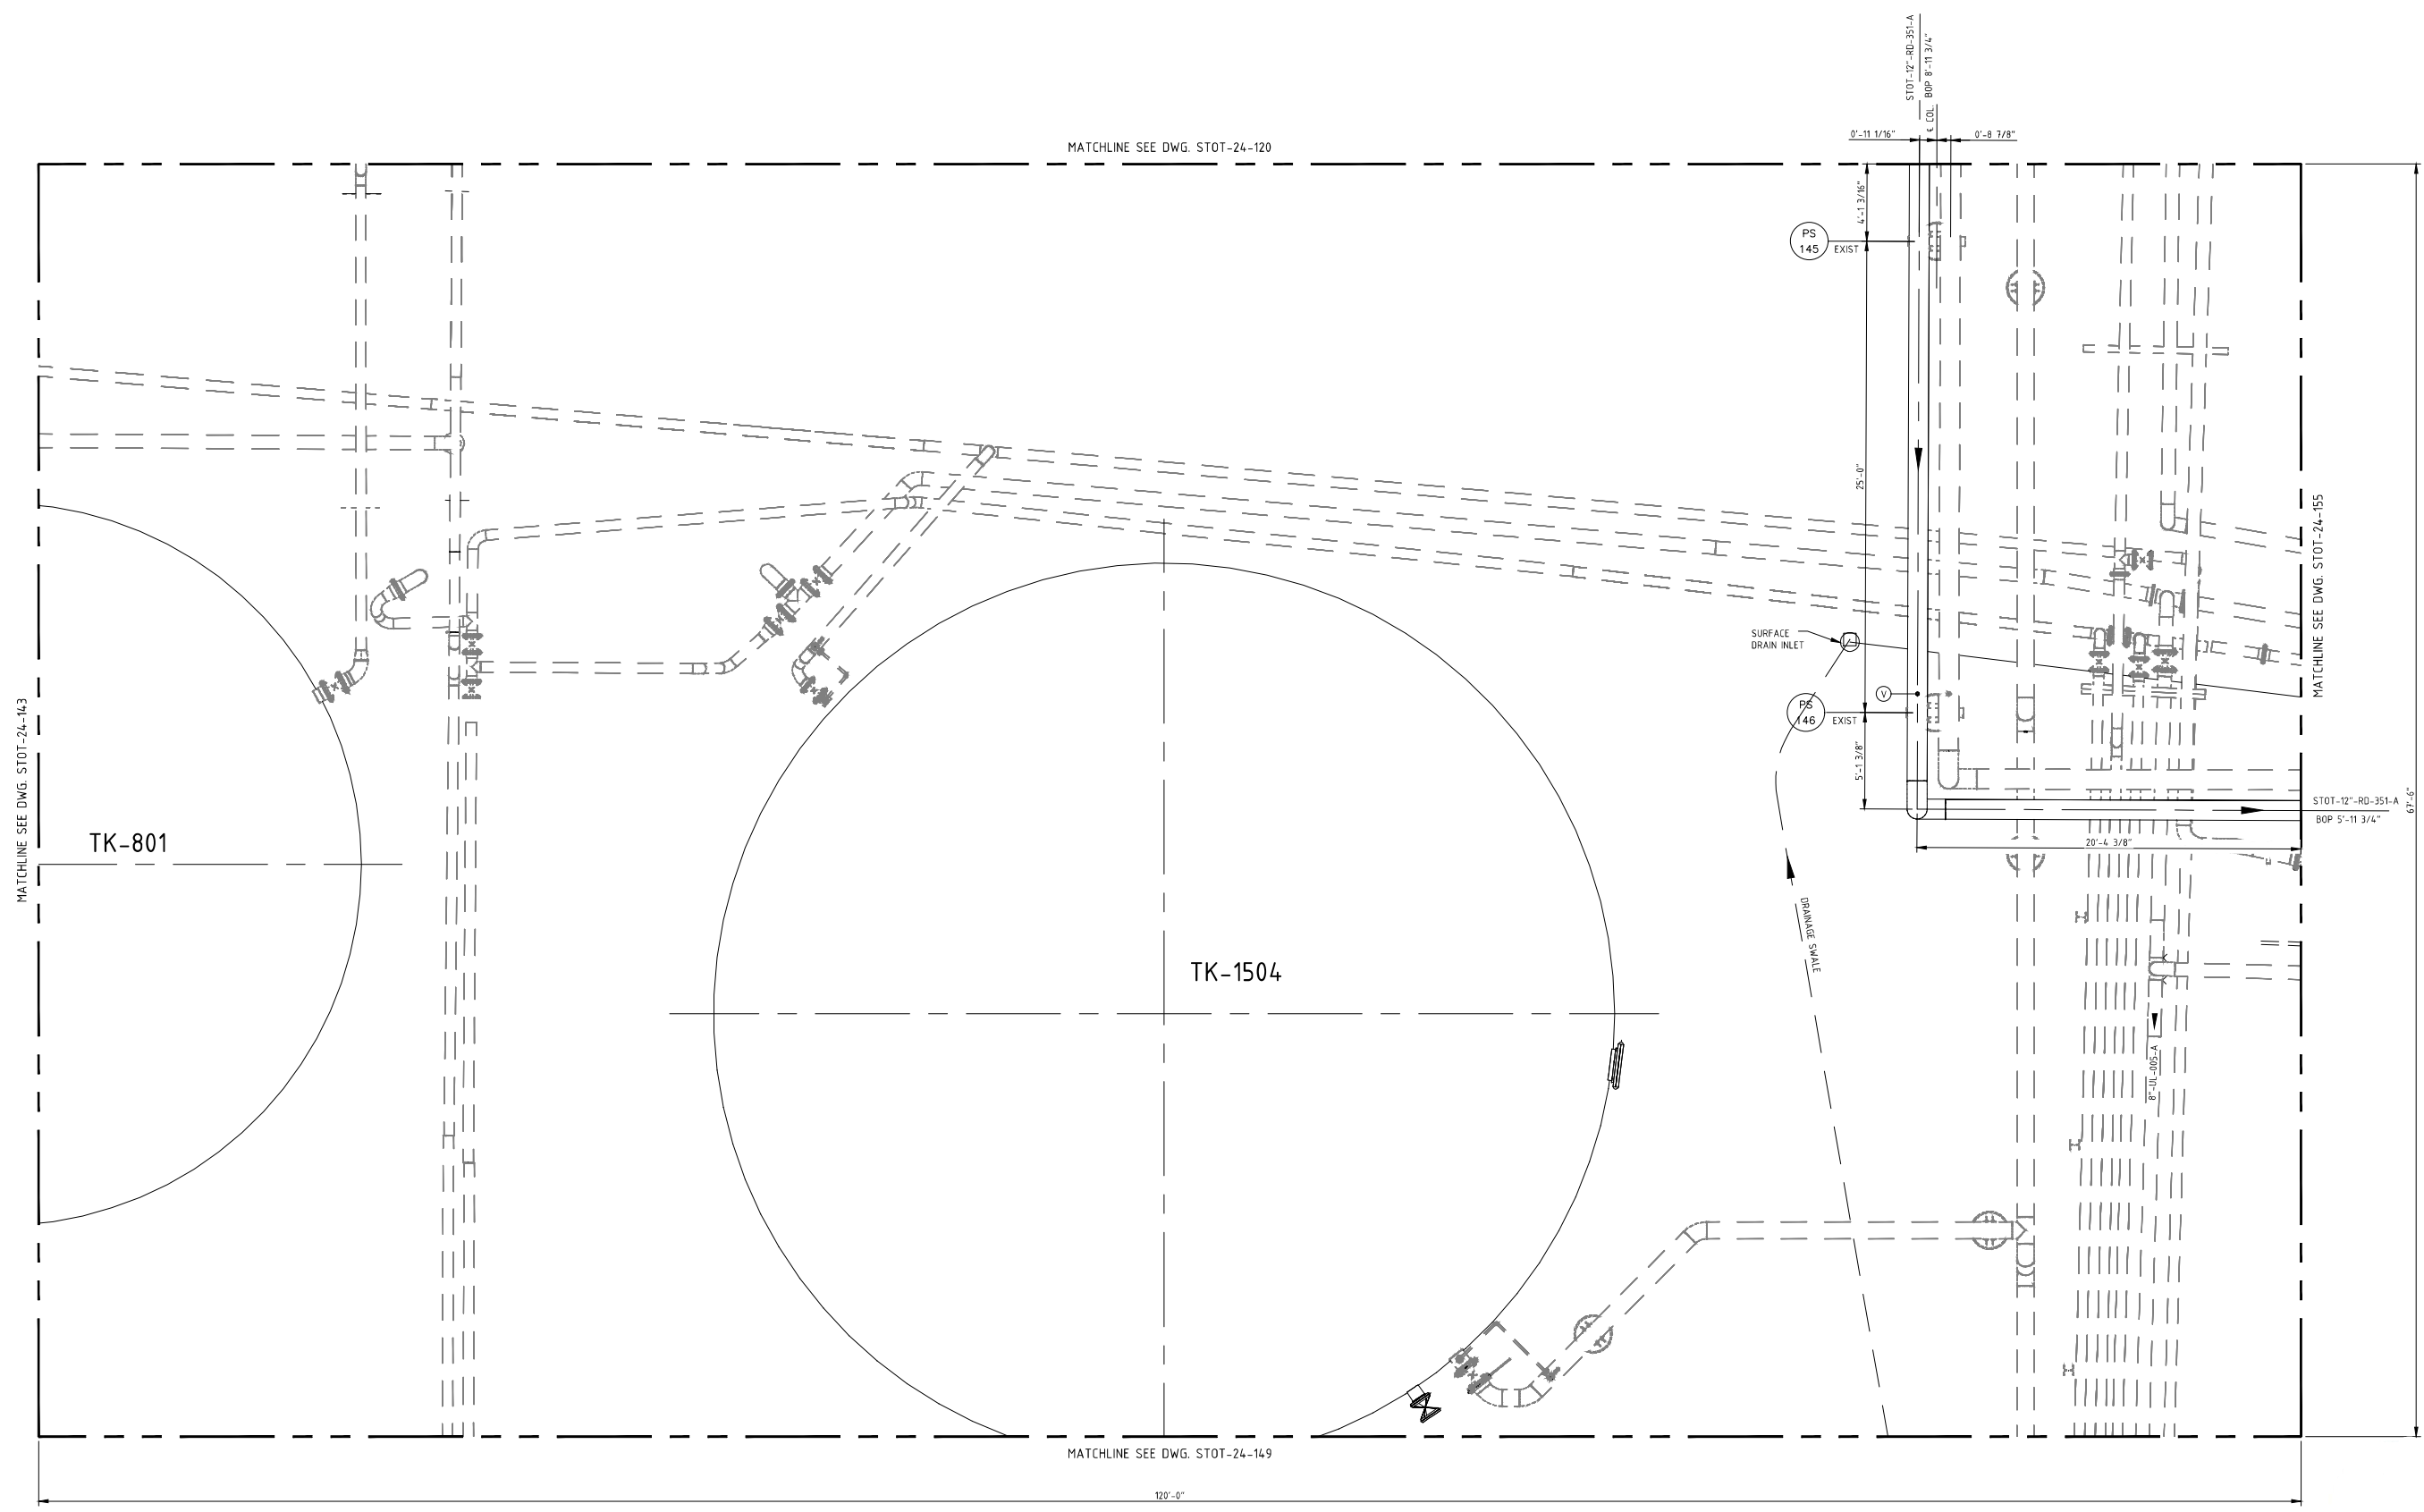 STOT-12"-RD-351-A
℄ COL. BOP 8'-11 3/4"
0'-11 1/16"
0'-8 7/8"
MATCHLINE SEE DWG. STOT-24-120
4'-1 3/16"
PS
145
EXIST
25'-0"
MATCHLINE SEE DWG. STOT-24-155
SURFACE
DRAIN INLET
V
PS
146
EXIST
5'-1 3/8"
MATCHLINE SEE DWG. STOT-24-143
67'-6"
STOT-12"-RD-351-A
BOP 5'-11 3/4"
20'-4 3/8"
TK-801
DRAINAGE SWALE
TK-1504
8"-UL-005-A
MATCHLINE SEE DWG. STOT-24-149
120'-0"